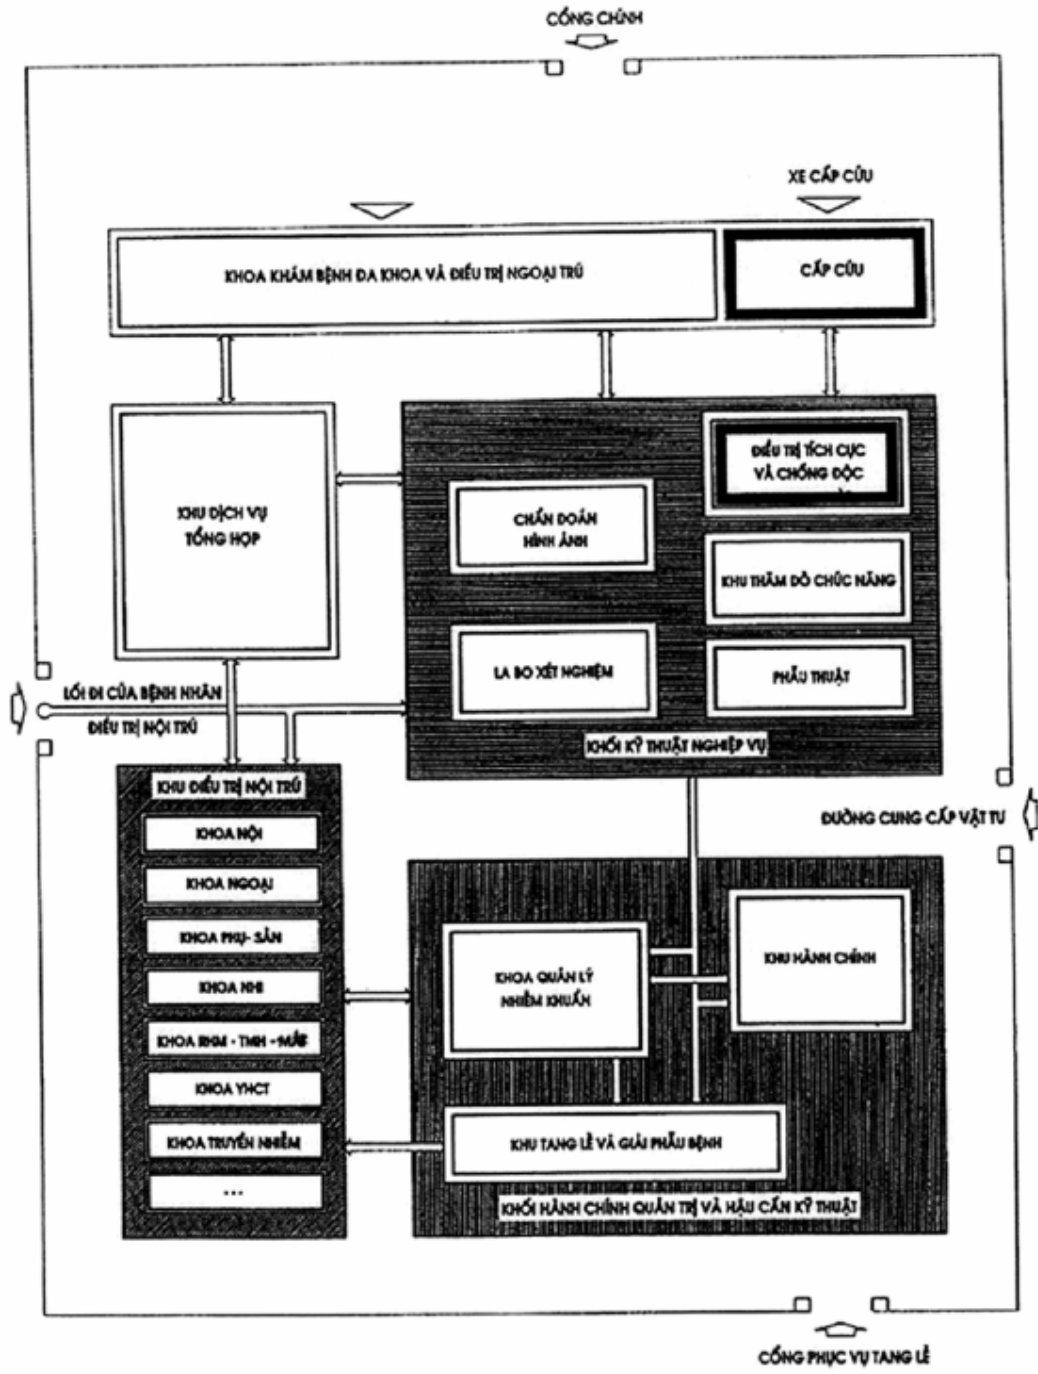 CỔNG CHÍNH
XE CẤP CỨU
KHOA KHÁM BỆNH ĐA KHOA VÀ ĐIỀU TRỊ NGOẠI TRÚ
CẤP CỨU
KHU DỊCH VỤ
TỔNG HỢP
ĐIỀU TRỊ TÍCH CỰC
VÀ CHỐNG ĐỘC
CHẨN ĐOÁN
HÌNH ẢNH
KHU THĂM DÒ CHỨC NĂNG
LA BO XÉT NGHIỆM
PHẪU THUẬT
KHỐI KỸ THUẬT NGHIỆP VỤ
LỐI ĐI CỦA BỆNH NHÂN
ĐIỀU TRỊ NỘI TRÚ
KHU ĐIỀU TRỊ NỘI TRÚ
KHOA NỘI
KHOA NGOẠI
KHOA PHỤ- SẢN
KHOA NHI
KHOA RHM - TMH - MẮT
KHOA YHCT
KHOA TRUYỀN NHIỄM
...
ĐƯỜNG CUNG CẤP VẬT TƯ
KHOA QUẢN LÝ
NHIỄM KHUẨN
KHU HÀNH CHÍNH
KHU TANG LỄ VÀ GIẢI PHẪU BỆNH
KHỐI HÀNH CHÍNH QUẢN TRỊ VÀ HẬU CẦN KỸ THUẬT
CỔNG PHỤC VỤ TANG LỄ